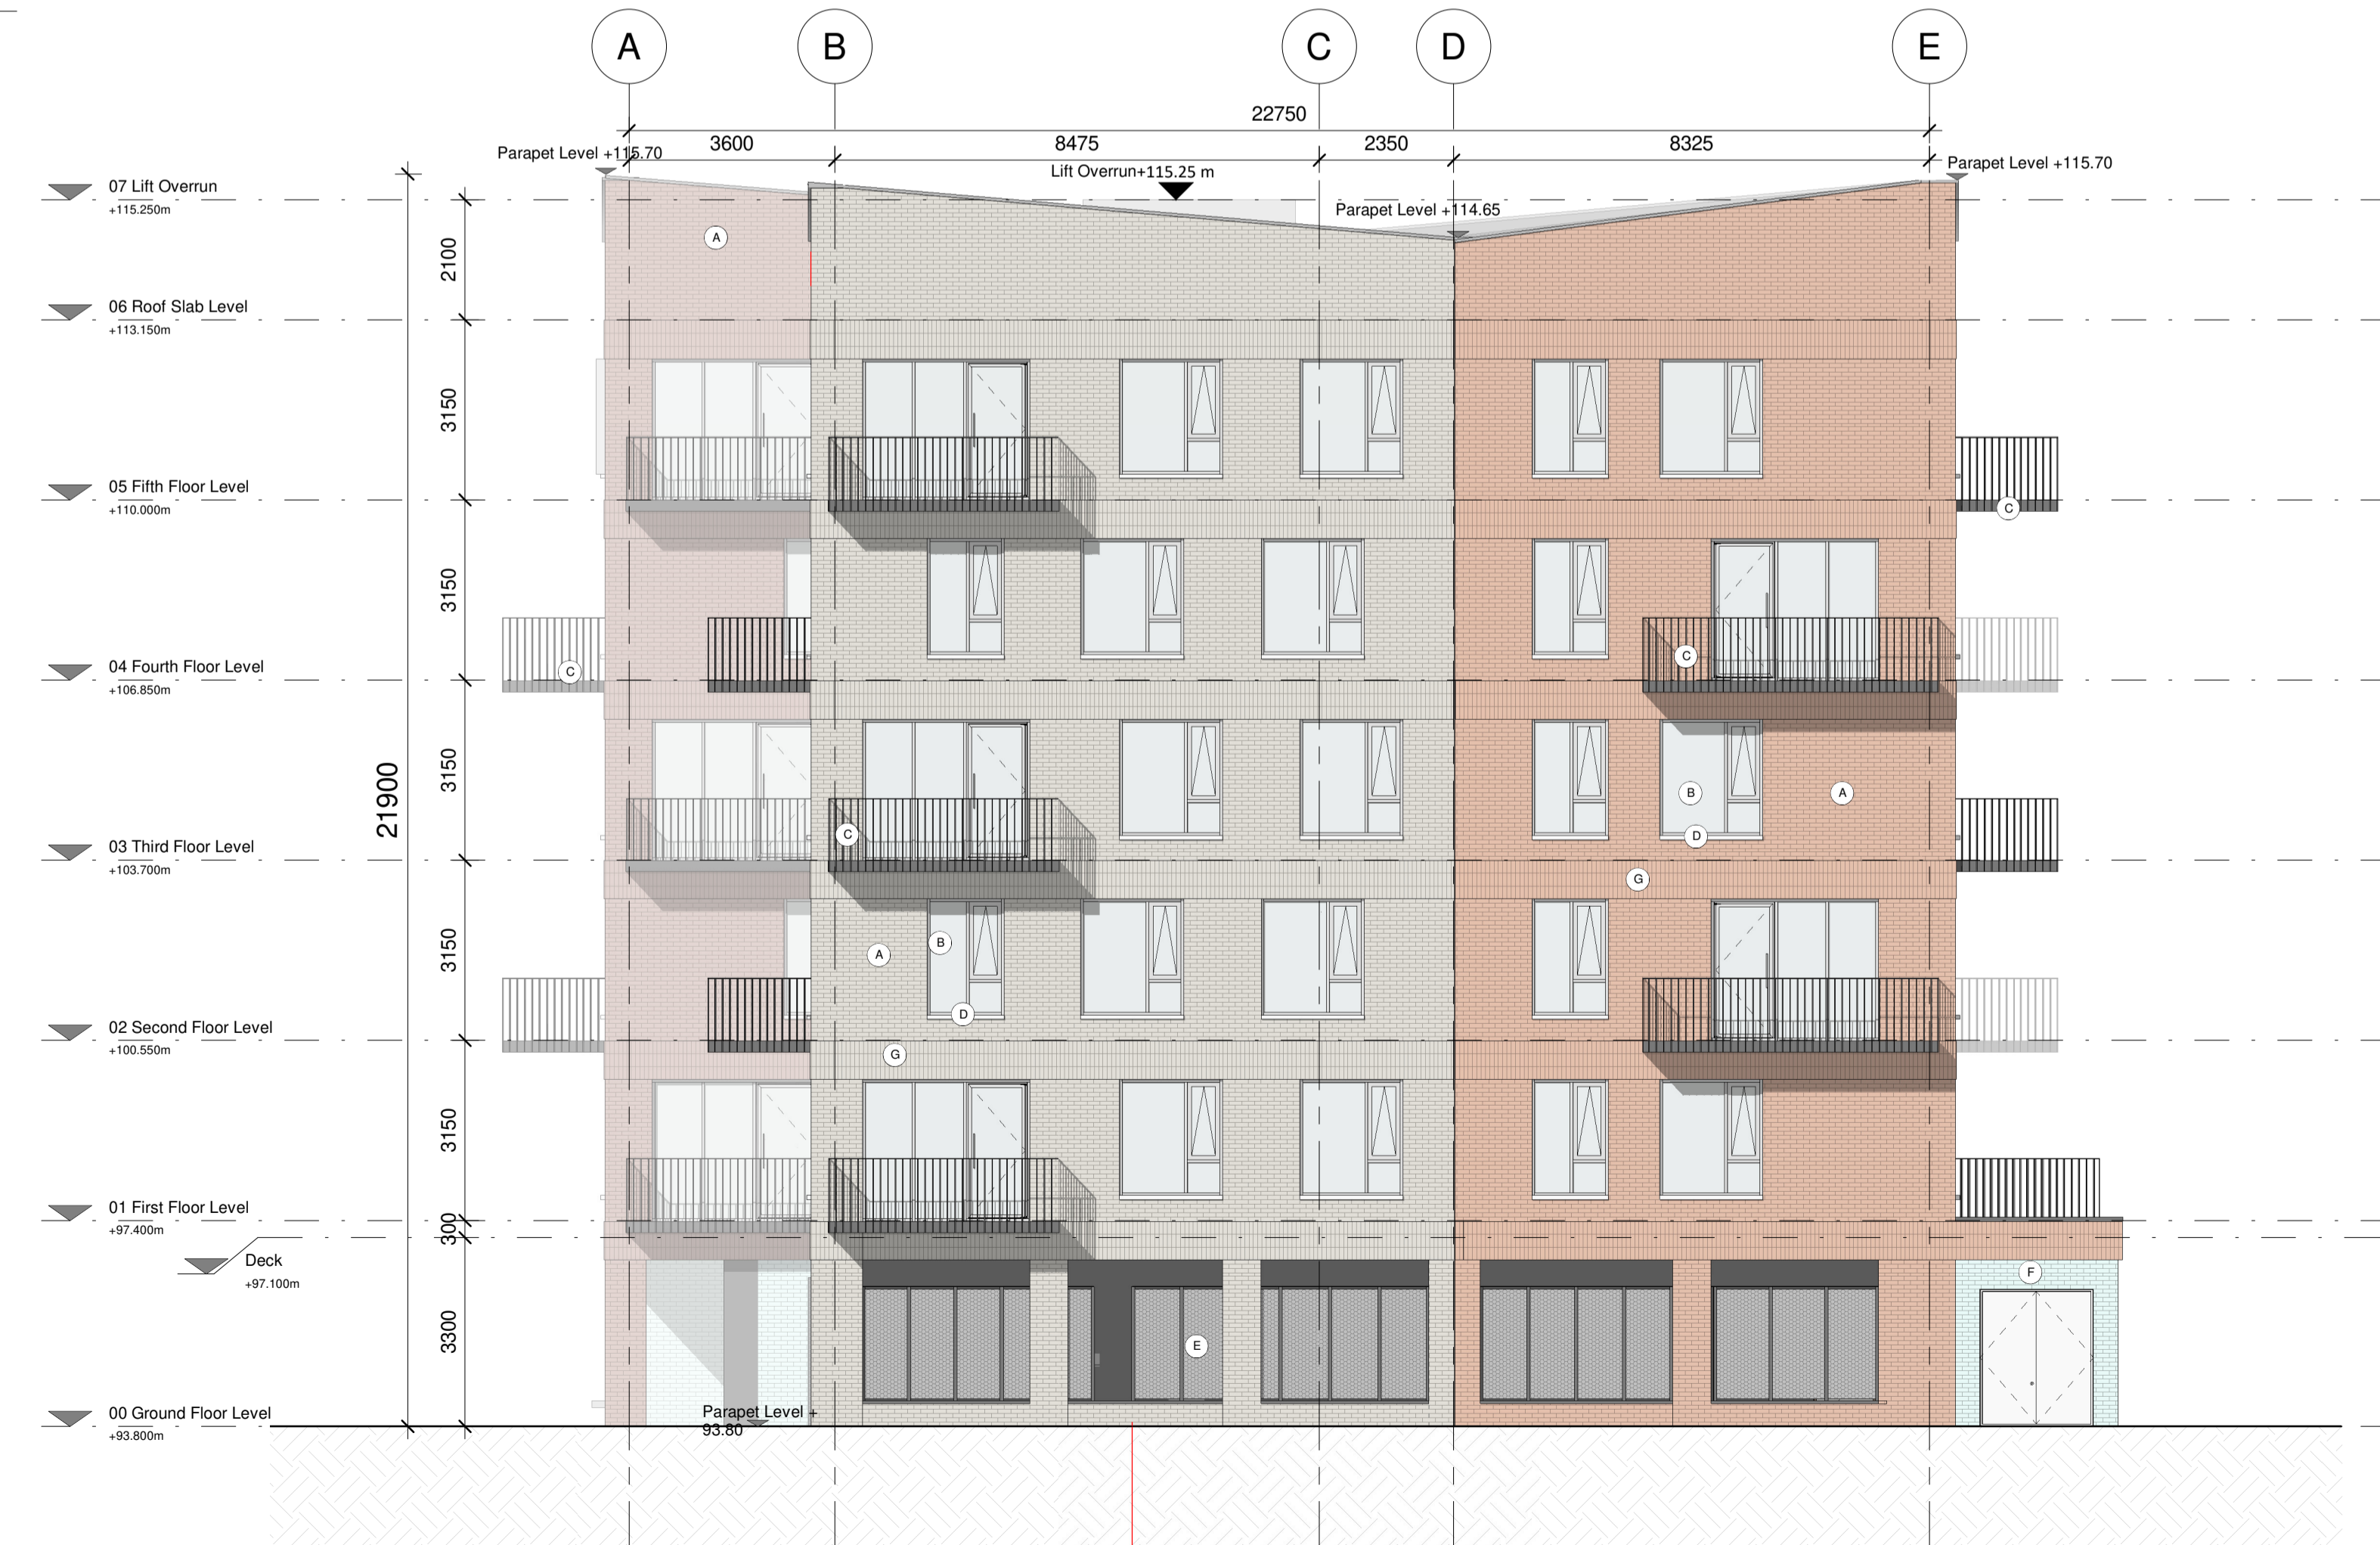 A B C D E
22750
3600 8475 2350 8325
Parapet Level +115.70
Lift Overrun+115.25 m
Parapet Level +115.70
Parapet Level +114.65
07 Lift Overrun
+115.250m
A
2100
06 Roof Slab Level
+113.150m
3150
05 Fifth Floor Level
+110.000m
C
3150
C
C
04 Fourth Floor Level
+106.850m
3150
21900
B
A
C
D
03 Third Floor Level
+103.700m
G
3150
A
B
D
02 Second Floor Level
+100.550m
G
3150
01 First Floor Level
+97.400m
300
Deck
+97.100m
F
3300
E
00 Ground Floor Level
+93.800m
Parapet Level +
93.80